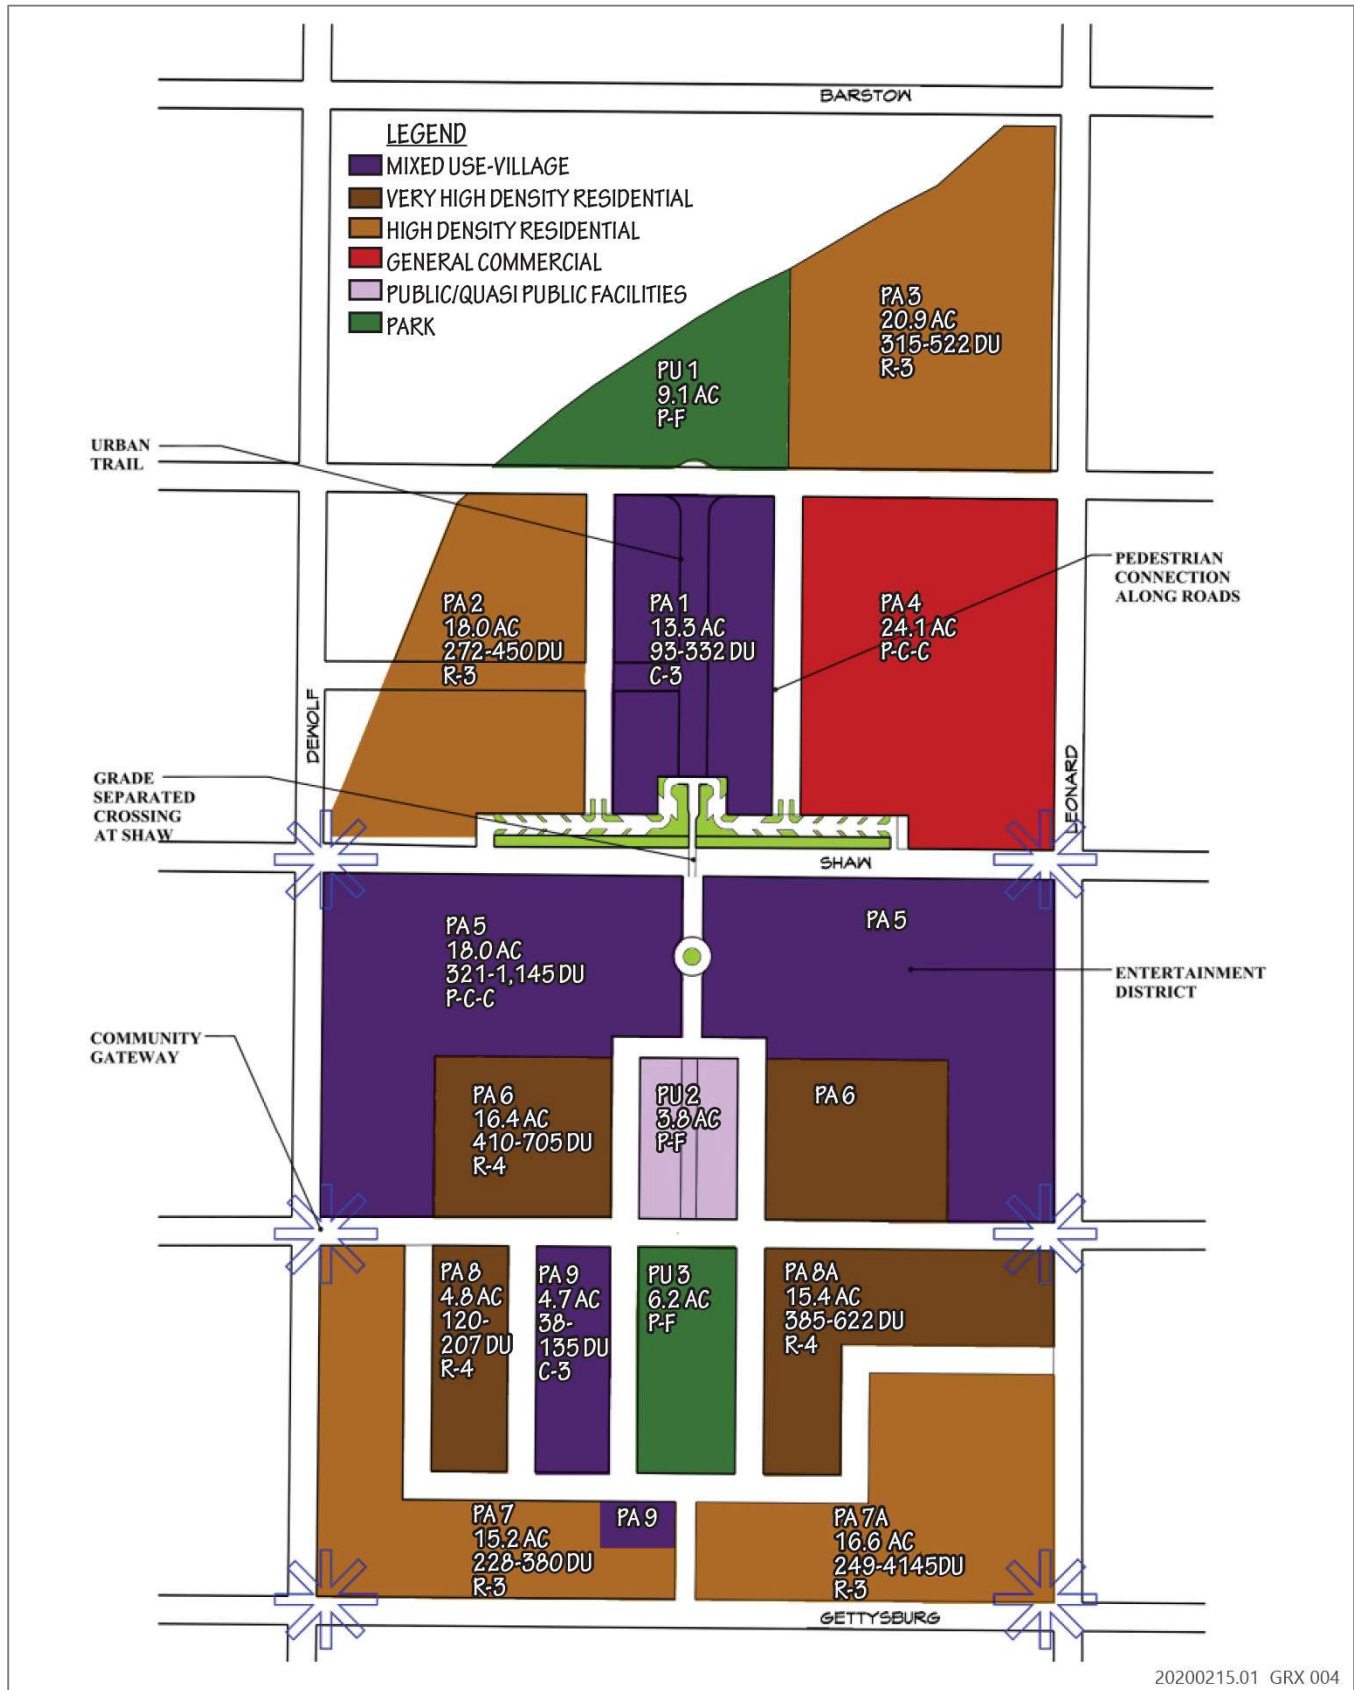 BARSTOW
LEGEND
MIXED USE-VILLAGE
VERY HIGH DENSITY RESIDENTIAL
HIGH DENSITY RESIDENTIAL
GENERAL COMMERCIAL
PUBLIC/QUASI PUBLIC FACILITIES
PARK
PA 3
20.9 AC
315-522 DU
R-3
PU 1
9.1 AC
P-F
URBAN
TRAIL
PEDESTRIAN
CONNECTION
ALONG ROADS
PA 2
18.0 AC
272-450 DU
R-3
PA 1
13.3 AC
93-332 DU
C-3
PA 4
24.1 AC
P-C-C
DEWOLF
LEONARD
GRADE
SEPARATED
CROSSING
AT SHAW
SHAW
PA 5
18.0 AC
321-1,145 DU
P-C-C
PA 5
ENTERTAINMENT
DISTRICT
COMMUNITY
GATEWAY
PA 6
16.4 AC
410-705 DU
R-4
PU 2
3.8 AC
P-F
PA 6
PA 8
4.8 AC
120-
207 DU
R-4
PA 9
4.7 AC
38-
135 DU
C-3
PU 3
6.2 AC
P-F
PA 8A
15.4 AC
385-622 DU
R-4
PA 7
15.2 AC
228-380 DU
R-3
PA 9
PA 7A
16.6 AC
249-4145DU
R-3
GETTYSBURG
20200215.01 GRX 004